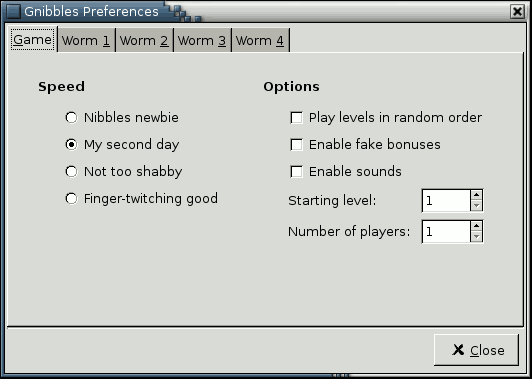 Gnibbles Preferences
Game Worm 1 Worm 2 Worm 3 Worm 4
Speed
Nibbles newbie
My second day
Not too shabby
Finger-twitching good
Options
Play levels in random order
Enable fake bonuses
Enable sounds
Starting level: 1
Number of players: 1
Close